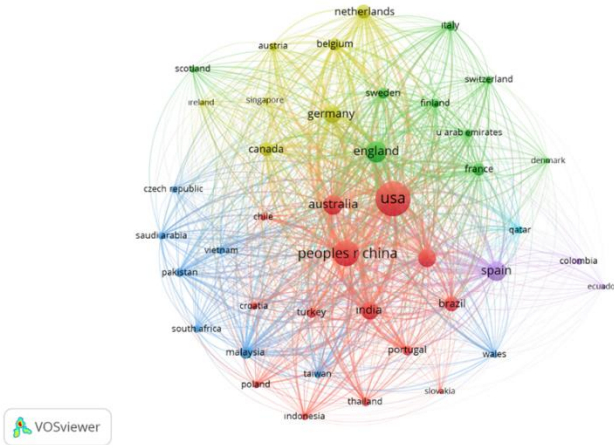 netherlands
italy
austria
belgium
scotland
switzerland
sweden
ireland
singapore
finland
germany
u arab emirates
canada
england
denmark
france
czech republic
usa
australia
chile
saudi arabia
qatar
vietnam
peoples r china
colombia
pakistan
spain
ecuado
croatia
turkey
india
brazil
south africa
malaysia
portugal
wales
taiwan
poland
slovakia
thailand
indonesia
VOSviewer